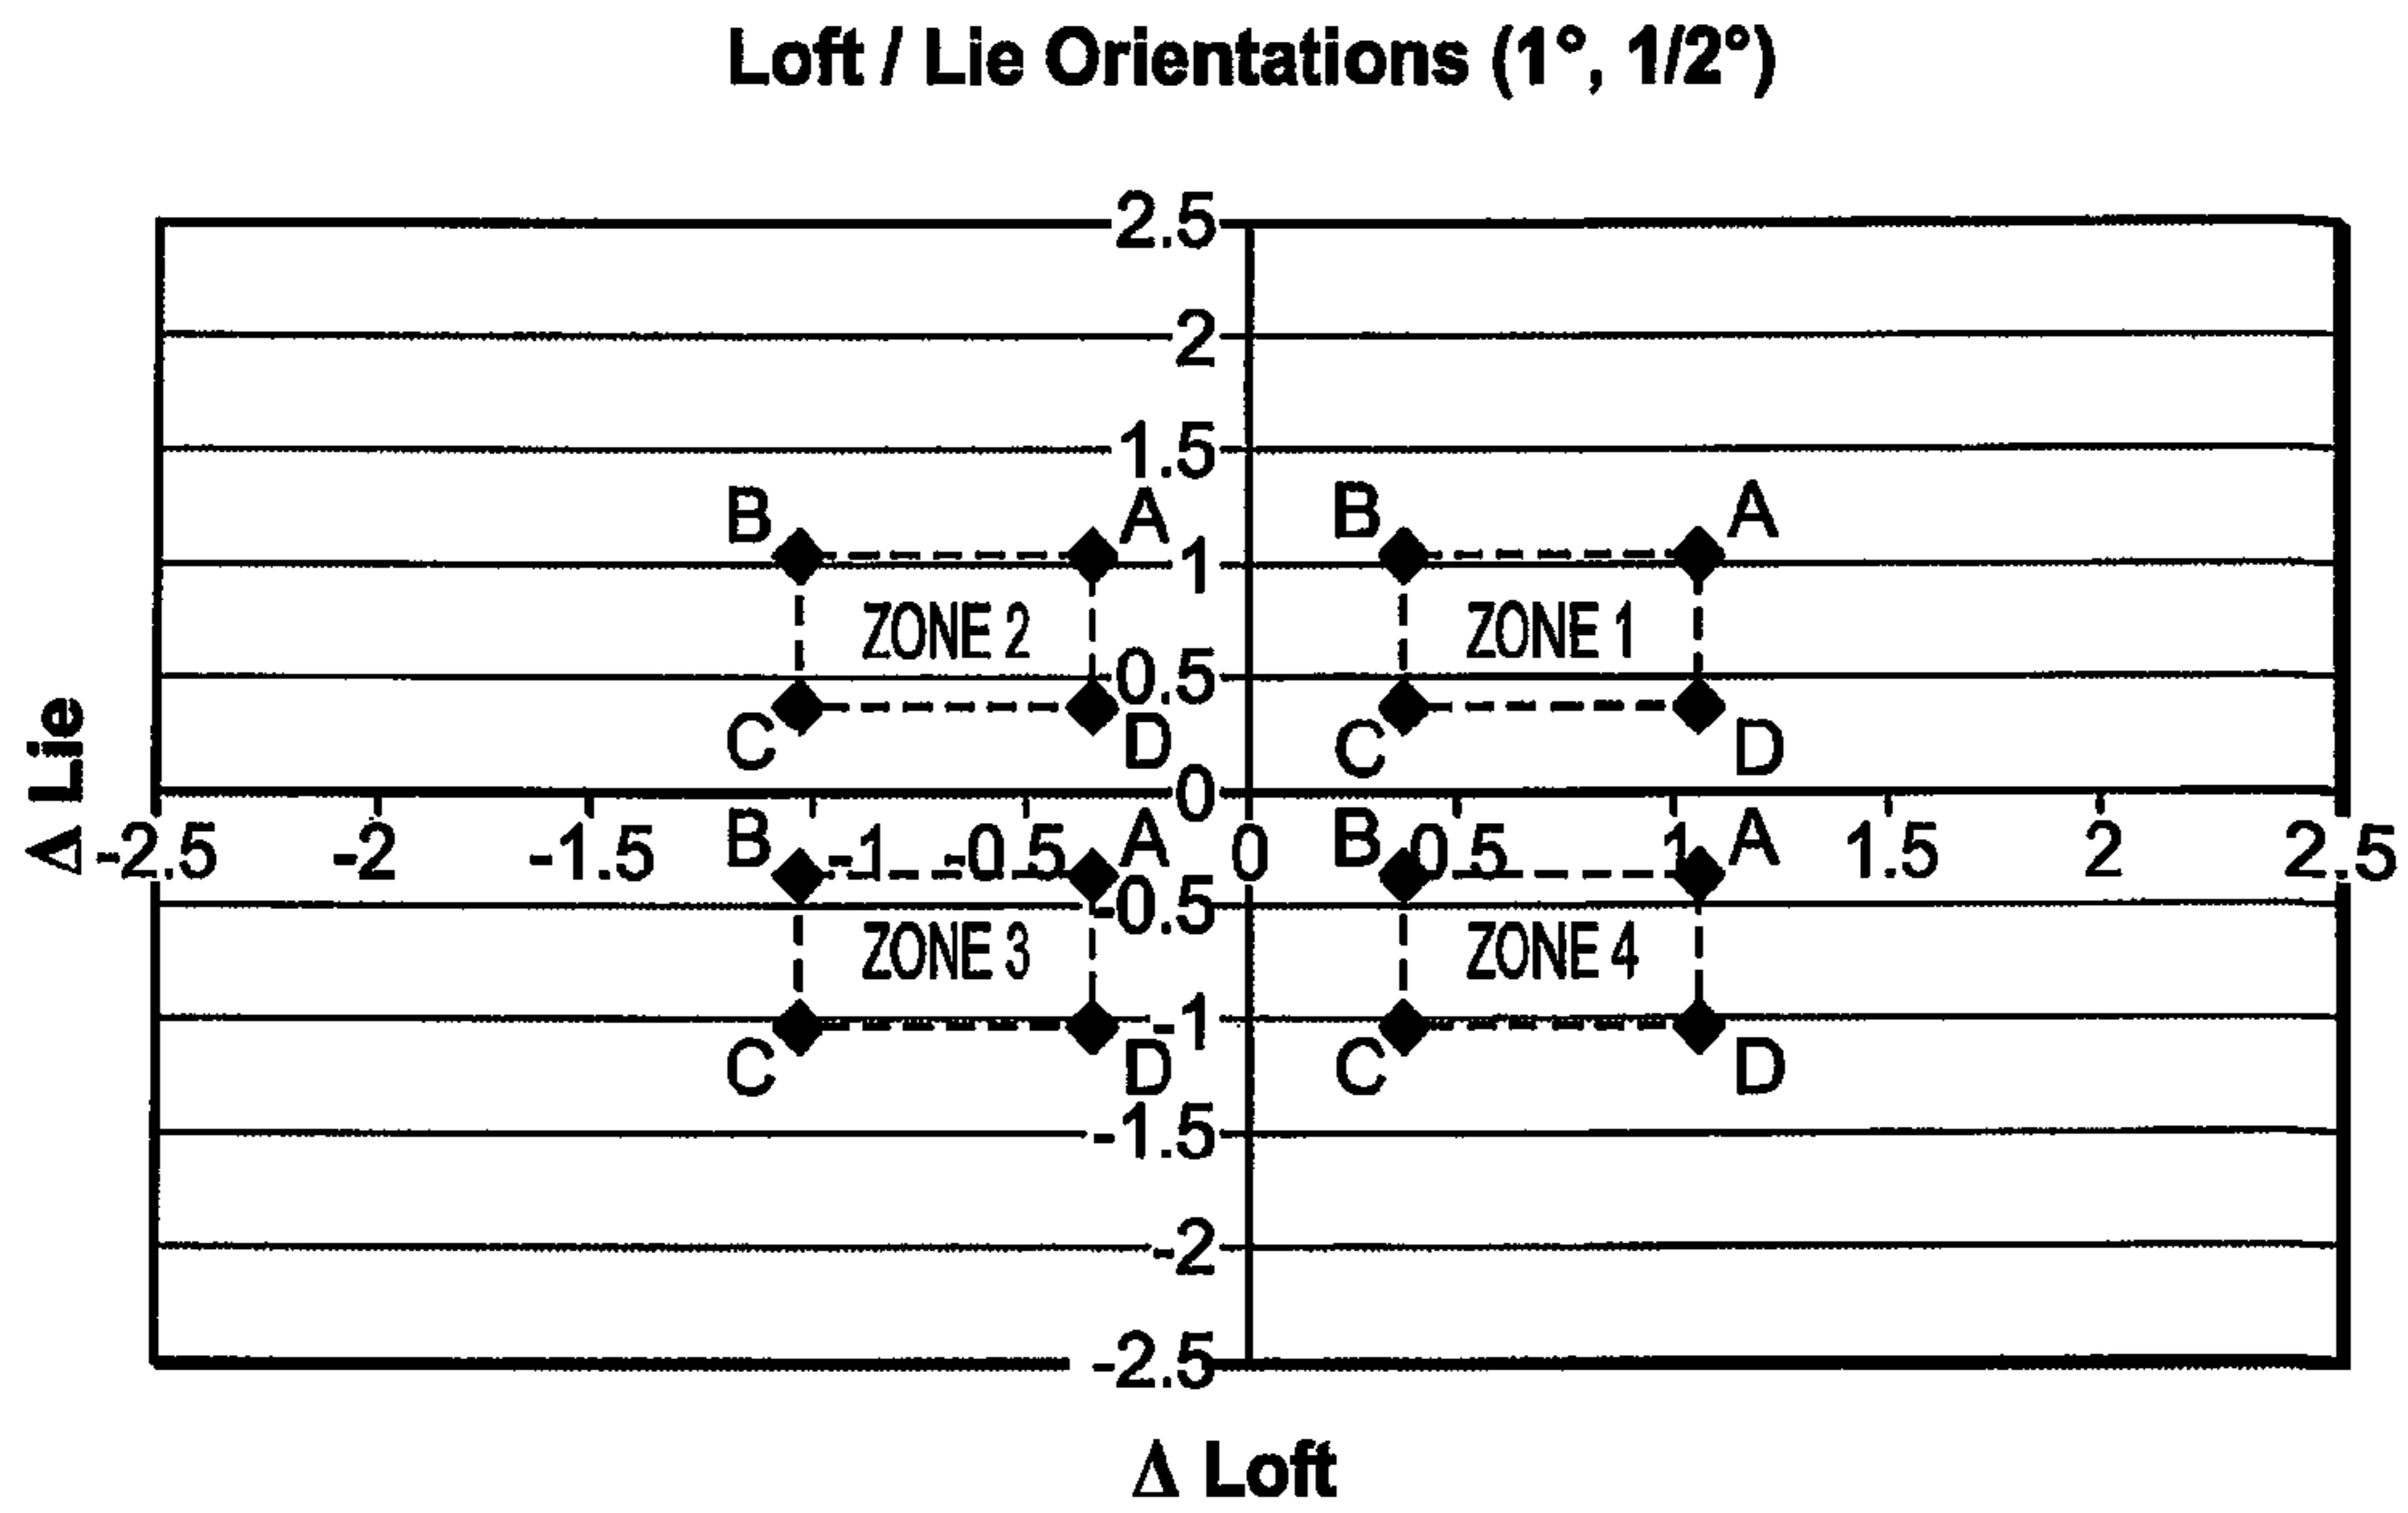 Loft / Lie Orientations (1°, 1/2°)
2.5
2
1.5
B A B A
1
ZONE 2 ZONE 1
0.5
C D C D
0
-2.5 -2 -1.5 -1 -0.5 0 0.5 1 1.5 2 2.5
B A B A
-0.5
ZONE 3 ZONE 4
-1
C D C D
-1.5
-2
-2.5
Δ Lie
Δ Loft